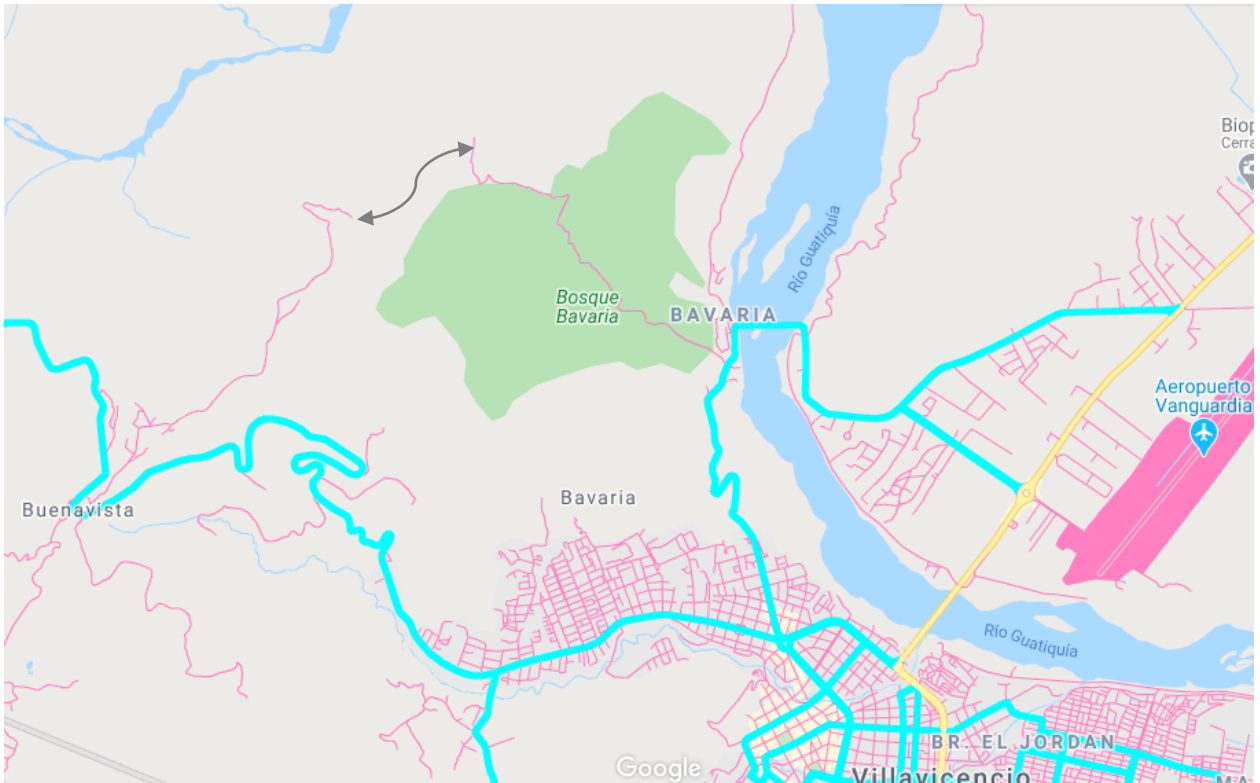 Biop
Cerra
Río Guatiquía
Bosque
Bavaria
BAVARIA
Aeropuerto
Vanguardia
Buenavista
Bavaria
Río Guatiquía
BR. EL JORDAN
Google
Villavicencio